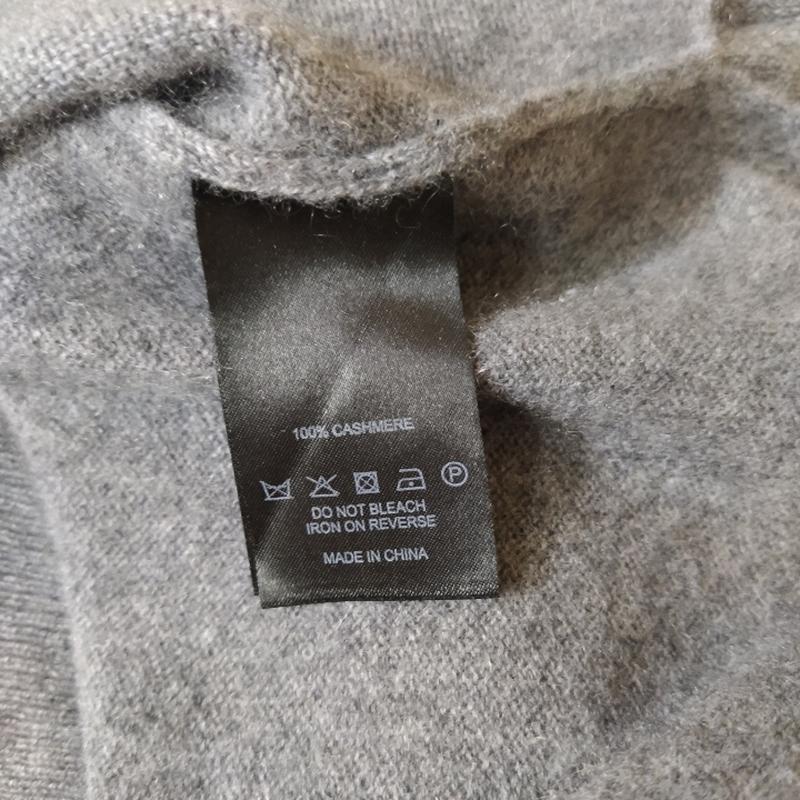 100% CASHMERE
P
DO NOT BLEACH
IRON ON REVERSE
MADE IN CHINA